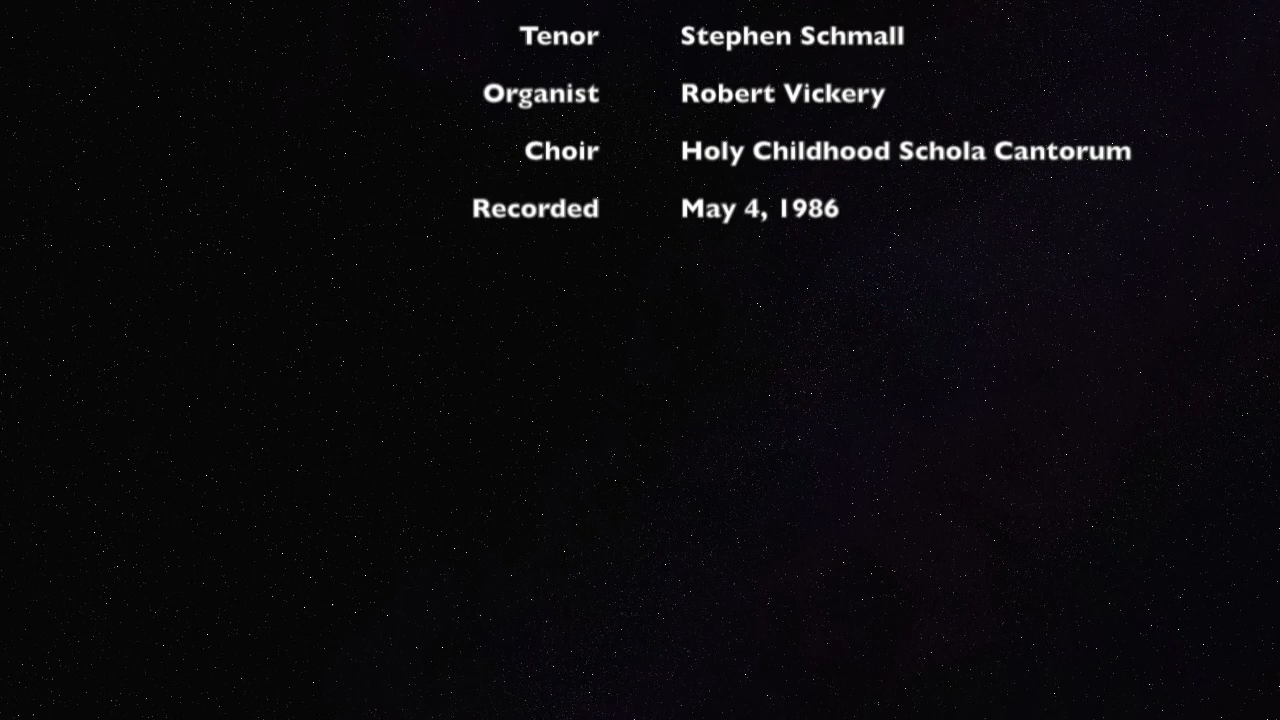 Tenor Stephen Schmall
Organist Robert Vickery
Choir Holy Childhood Schola Cantorum
Recorded May 4, 1986